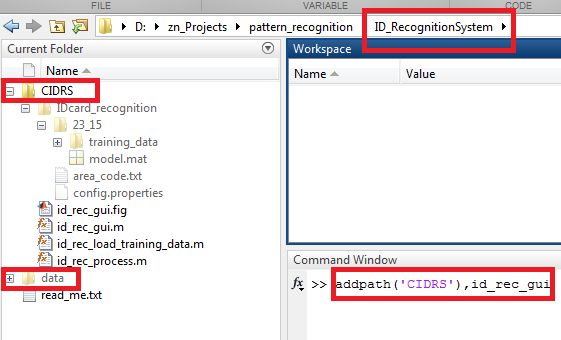 FILE VARIABLE CODE
D: ▸ zn_Projects ▸ pattern_recognition ▸ ID_RecognitionSystem ▸
Current Folder
Name
CIDRS
IDcard_recognition
23_15
training_data
model.mat
area_code.txt
config.properties
id_rec_gui.fig
id_rec_gui.m
id_rec_load_training_data.m
id_rec_process.m
data
read_me.txt
Workspace
Name Value
Command Window
fx >> addpath('CIDRS'),id_rec_gui